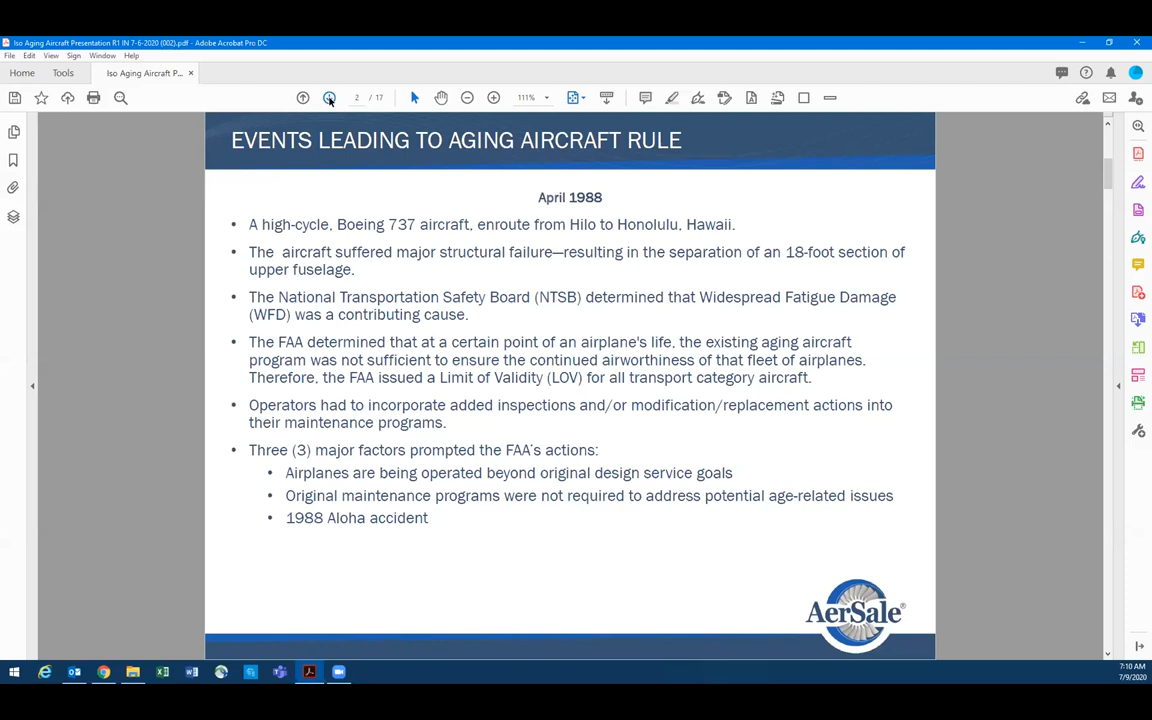 Iso Aging Aircraft Presentation R1 IN 7-6-2020 (002).pdf - Adobe Acrobat Pro DC
File Edit View Sign Window Help
Home Tools Iso Aging Aircraft P... ×
2 / 17 111%
EVENTS LEADING TO AGING AIRCRAFT RULE
April 1988
• A high-cycle, Boeing 737 aircraft, enroute from Hilo to Honolulu, Hawaii.
• The aircraft suffered major structural failure—resulting in the separation of an 18-foot section of
upper fuselage.
• The National Transportation Safety Board (NTSB) determined that Widespread Fatigue Damage
(WFD) was a contributing cause.
• The FAA determined that at a certain point of an airplane's life, the existing aging aircraft
program was not sufficient to ensure the continued airworthiness of that fleet of airplanes.
Therefore, the FAA issued a Limit of Validity (LOV) for all transport category aircraft.
• Operators had to incorporate added inspections and/or modification/replacement actions into
their maintenance programs.
• Three (3) major factors prompted the FAA's actions:
• Airplanes are being operated beyond original design service goals
• Original maintenance programs were not required to address potential age-related issues
• 1988 Aloha accident
AerSale®
7:10 AM
7/9/2020